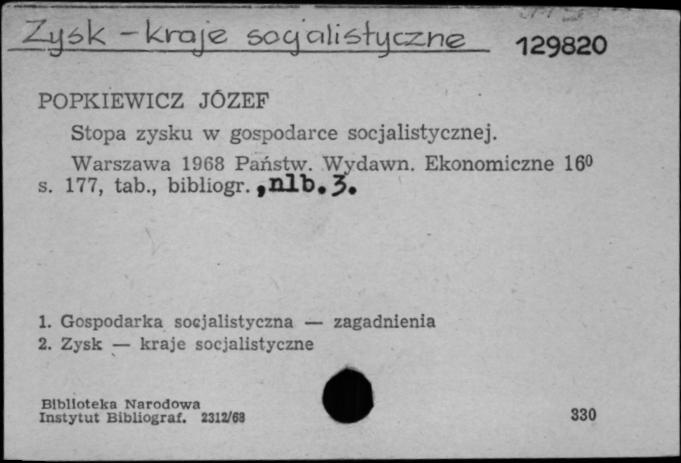 Zysk - kraje socjalistyczne
129820
POPKIEWICZ JÓZEF
Stopa zysku w gospodarce socjalistycznej.
Warszawa 1968 Państw. Wydawn. Ekonomiczne 16⁰
s. 177, tab., bibliogr. , nlb. 3.
1. Gospodarka socjalistyczna — zagadnienia
2. Zysk — kraje socjalistyczne
Biblioteka Narodowa
Instytut Bibliograf. 2312/68
330